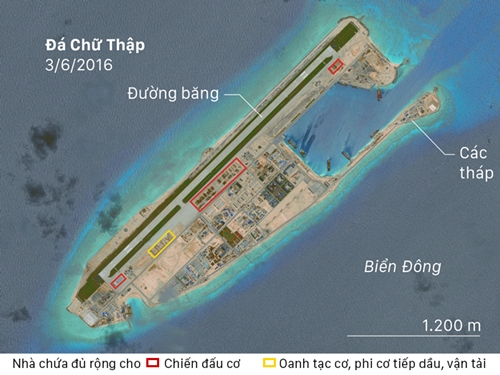 Đá Chữ Thập
3/6/2016
Đường băng
Các
tháp
Biển Đông
1.200 m
Nhà chứa đủ rộng cho Chiến đấu cơ Oanh tạc cơ, phi cơ tiếp dầu, vận tải